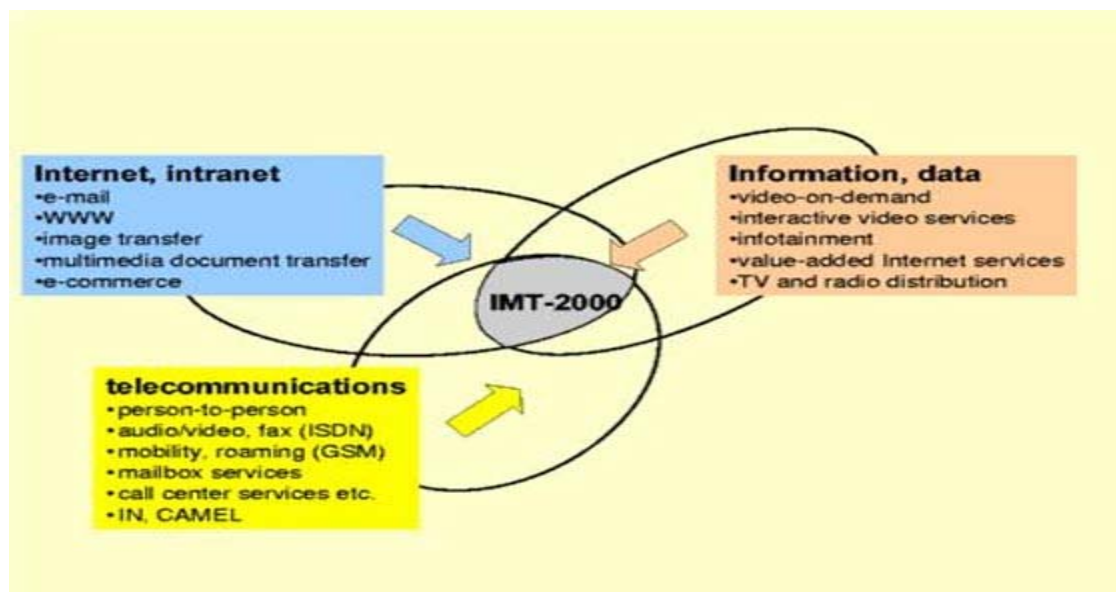 Internet, intranet
•e-mail
•WWW
•image transfer
•multimedia document transfer
•e-commerce
Information, data
•video-on-demand
•interactive video services
•infotainment
•value-added Internet services
•TV and radio distribution
IMT-2000
telecommunications
•person-to-person
•audio/video, fax (ISDN)
•mobility, roaming (GSM)
•mailbox services
•call center services etc.
•IN, CAMEL